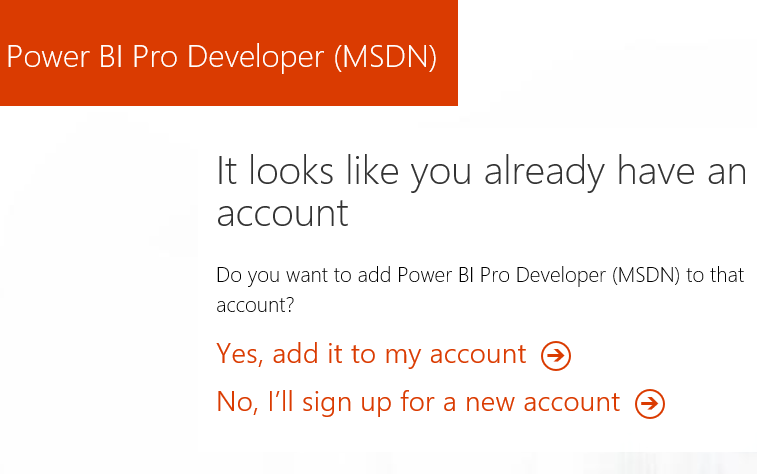 Power BI Pro Developer (MSDN)
It looks like you already have an
account
Do you want to add Power BI Pro Developer (MSDN) to that
account?
Yes, add it to my account
No, I’ll sign up for a new account